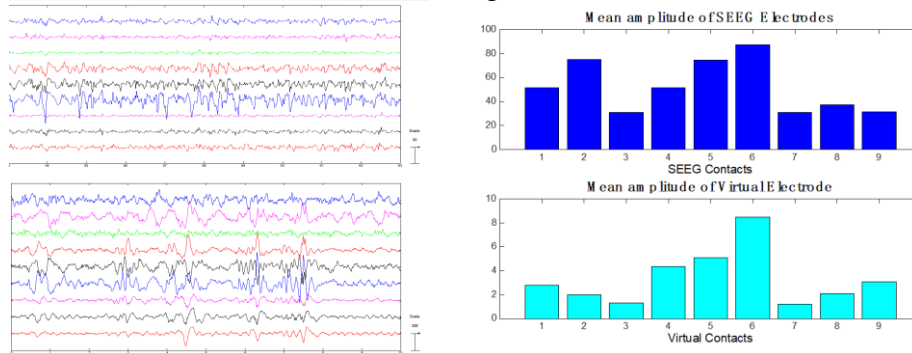 Mean amplitude of SEEG Electrodes
100
80
60
40
20
0
1 2 3 4 5 6 7 8 9
SEEG Contacts
Mean amplitude of Virtual Electrode
10
8
6
4
2
0
1 2 3 4 5 6 7 8 9
Virtual Contacts